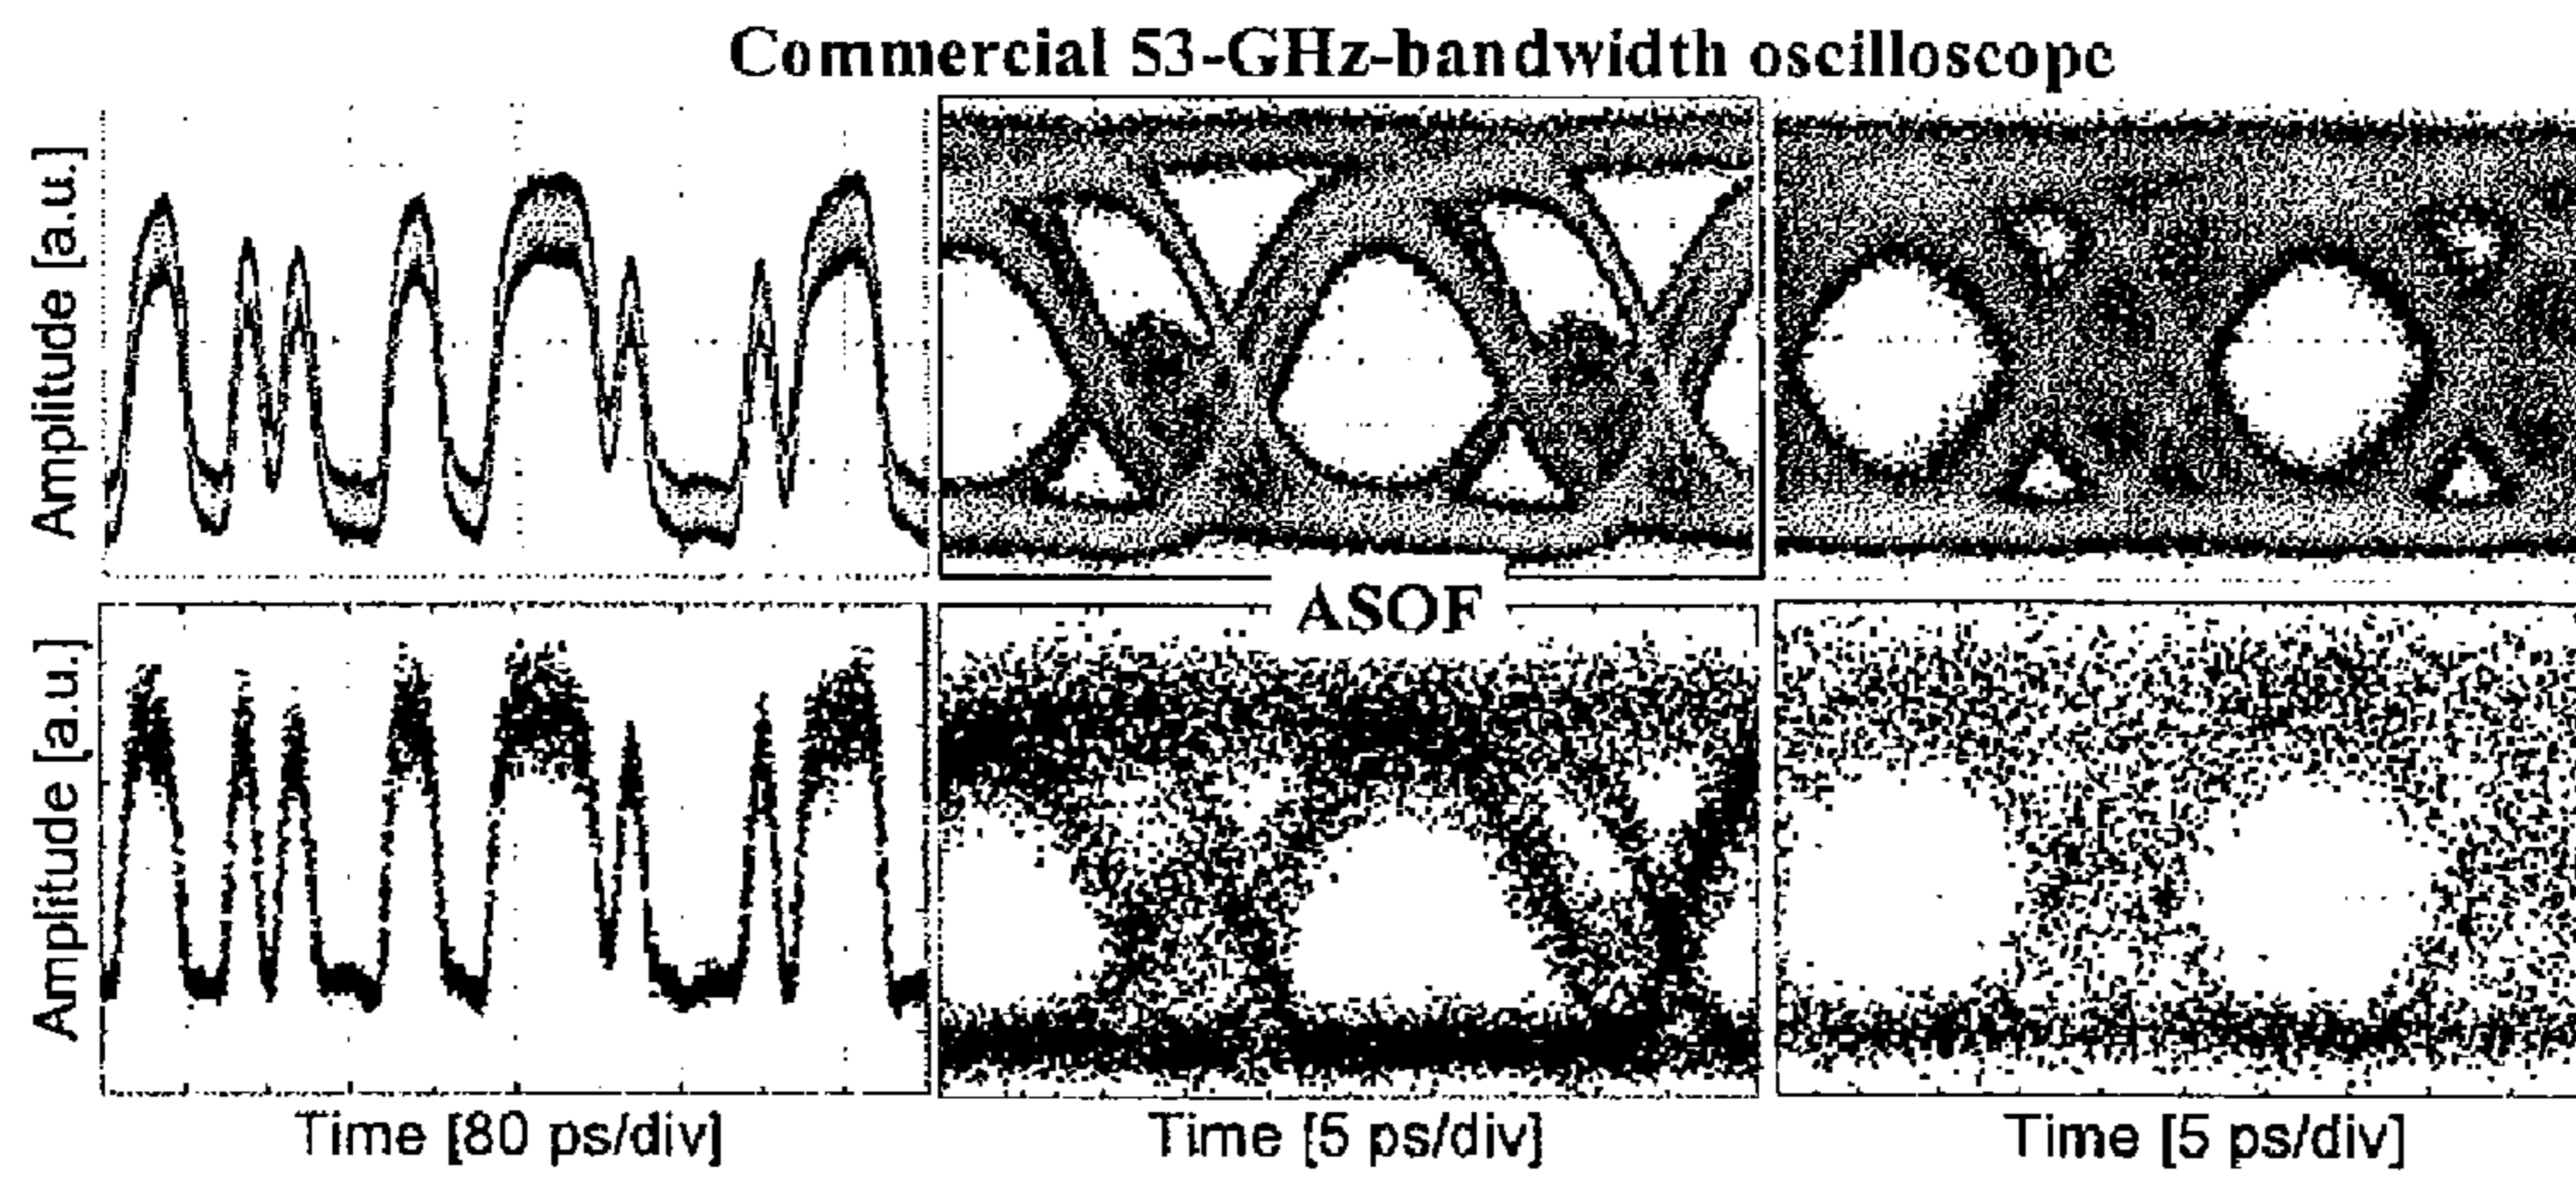 Commercial 53-GHz-bandwidth oscilloscope
Amplitude [a.u.]
ASOF
Amplitude [a.u.]
Time [80 ps/div]
Time [5 ps/div]
Time [5 ps/div]